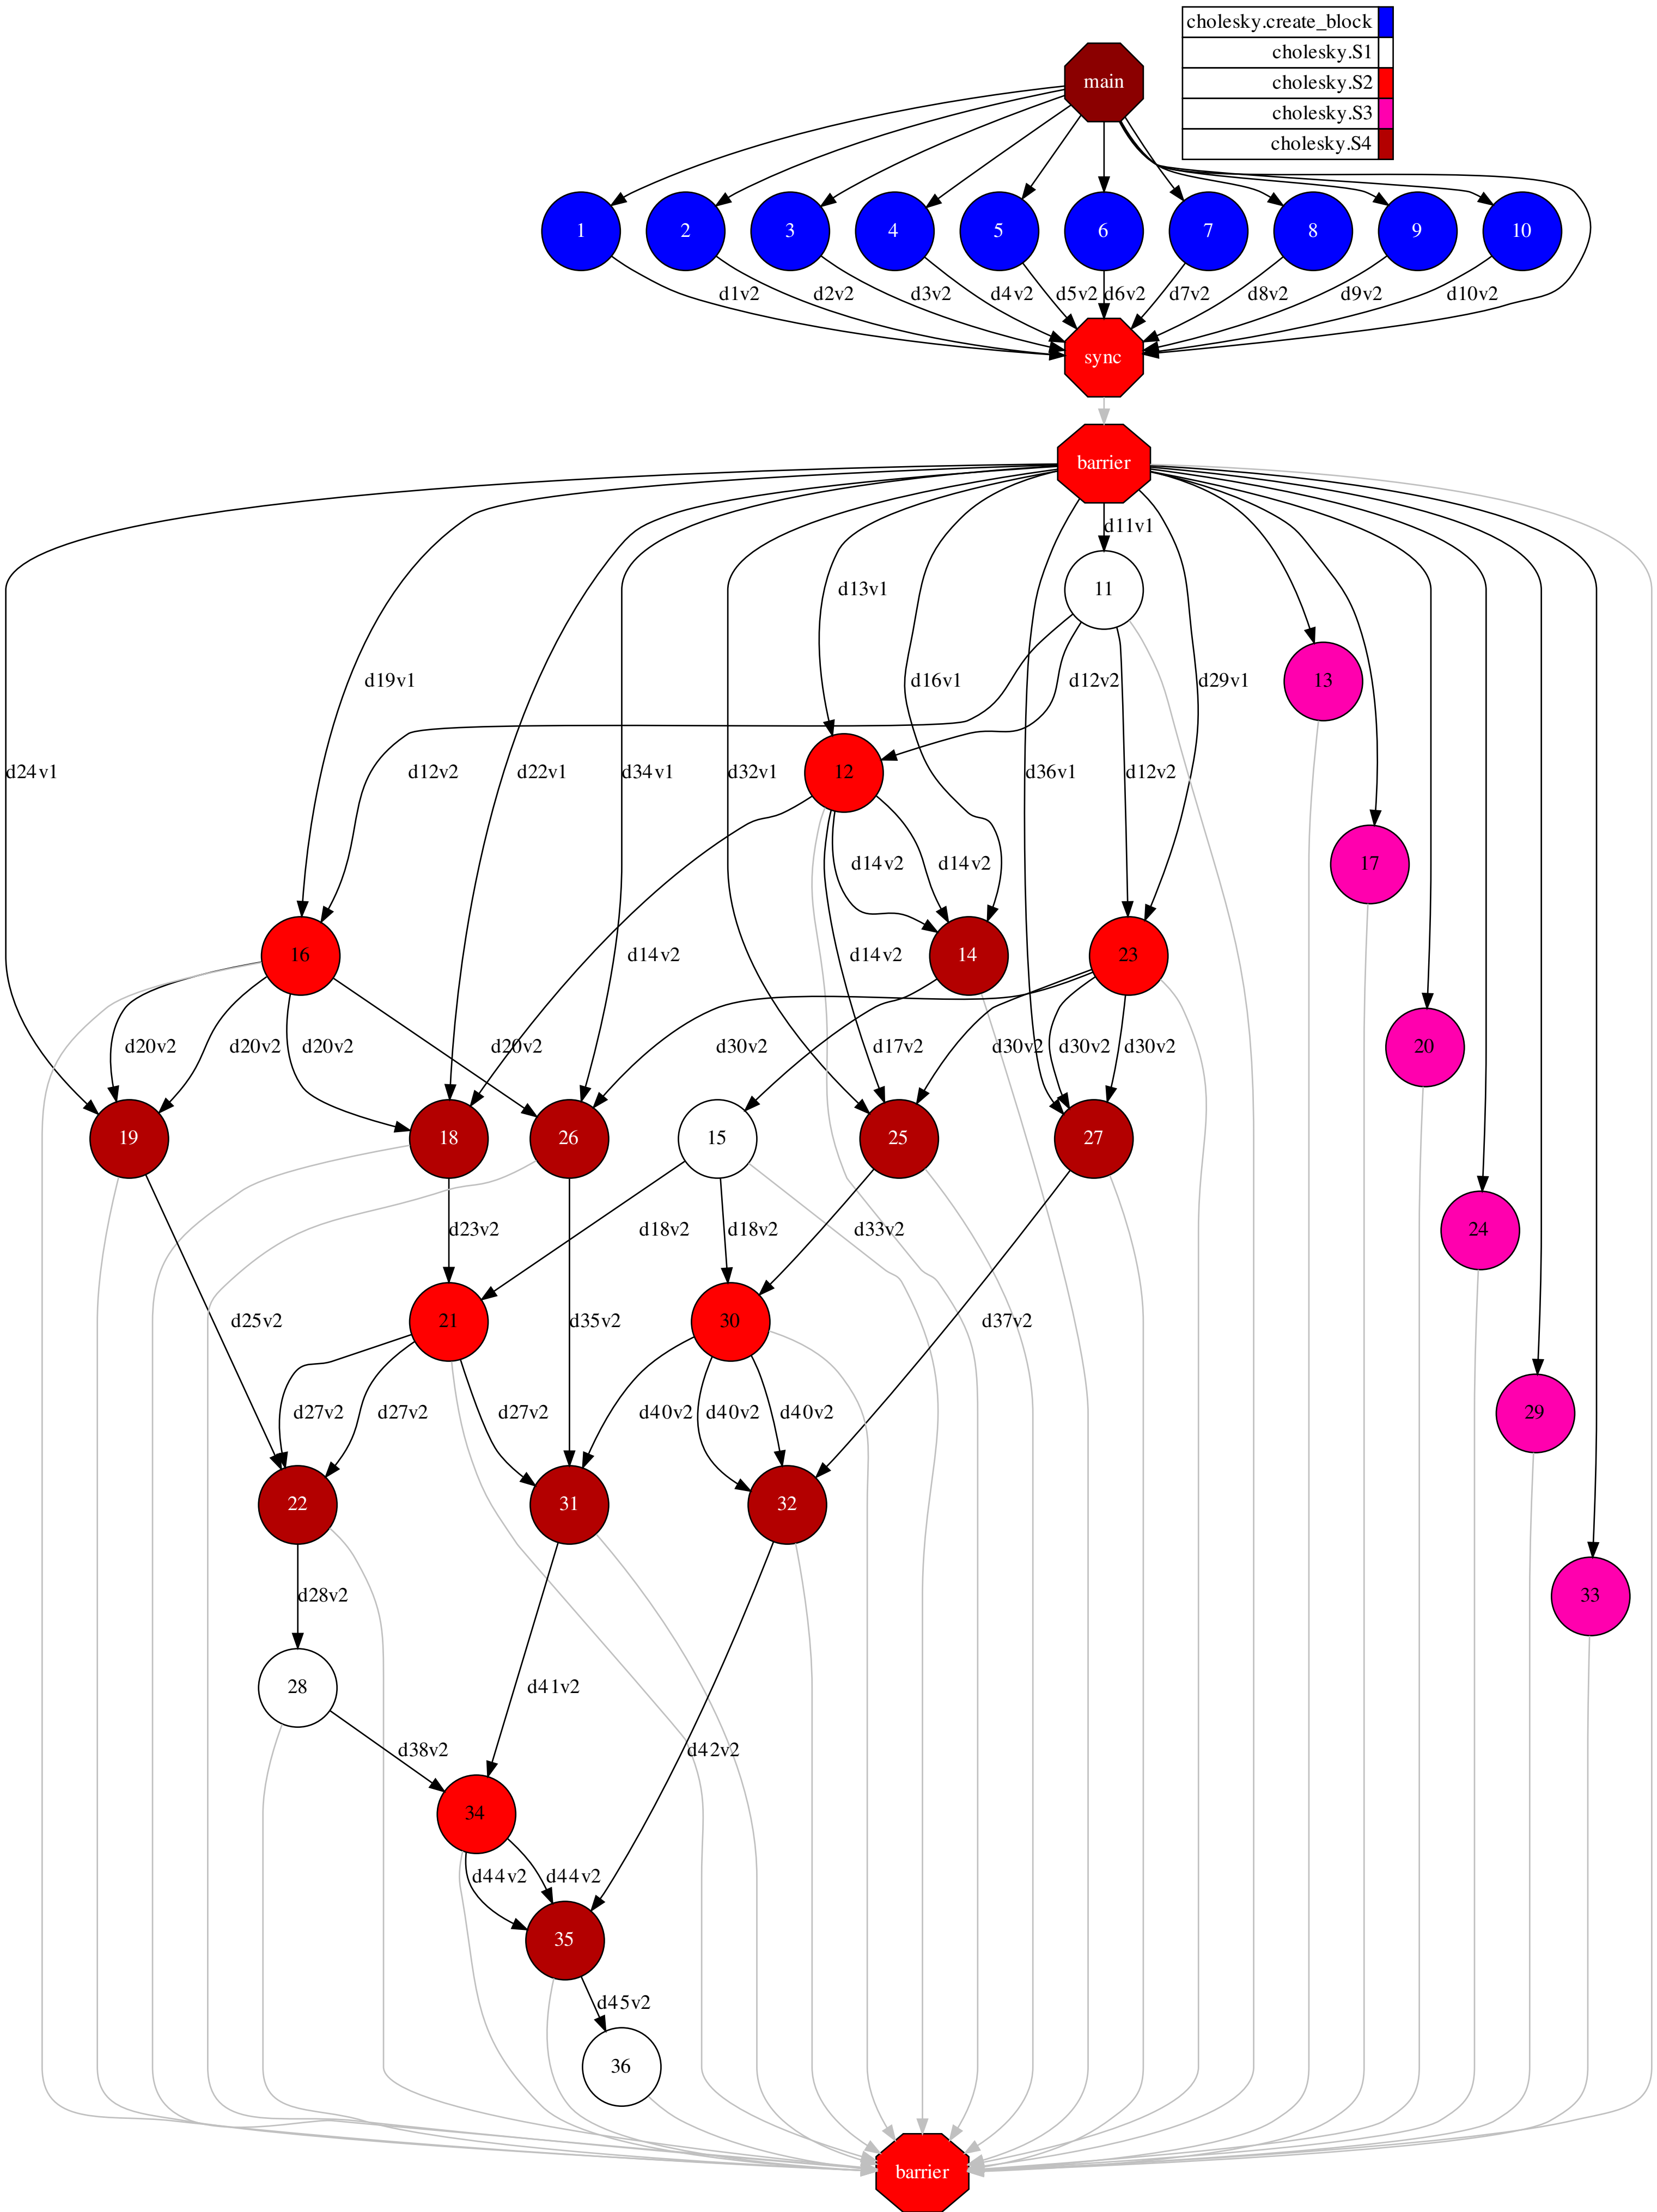 cholesky.create_block
cholesky.S1
cholesky.S2
cholesky.S3
cholesky.S4
main
1 2 3 4 5 6 7 8 9 10
d1v2 d2v2 d3v2 d4v2 d5v2 d6v2 d7v2 d8v2 d9v2 d10v2
sync
barrier
d11v1
d13v1 11
d19v1 d16v1 d12v2 d29v1 13
d24v1 d12v2 d22v1 d34v1 d32v1 12 d36v1 d12v2
d14v2 d14v2 17
16 d14v2 d14v2 14 23
d20v2 d20v2 d20v2 d20v2 d30v2 d17v2 d30v2 d30v2 d30v2 20
19 18 26 15 25 27
d23v2 d18v2 d18v2 d33v2 24
d25v2 21 d35v2 30 d37v2
d27v2 d27v2 d27v2 d40v2 d40v2 d40v2 29
22 31 32
d28v2 33
28 d41v2
d38v2 d42v2
34
d44v2 d44v2
35
d45v2
36
barrier